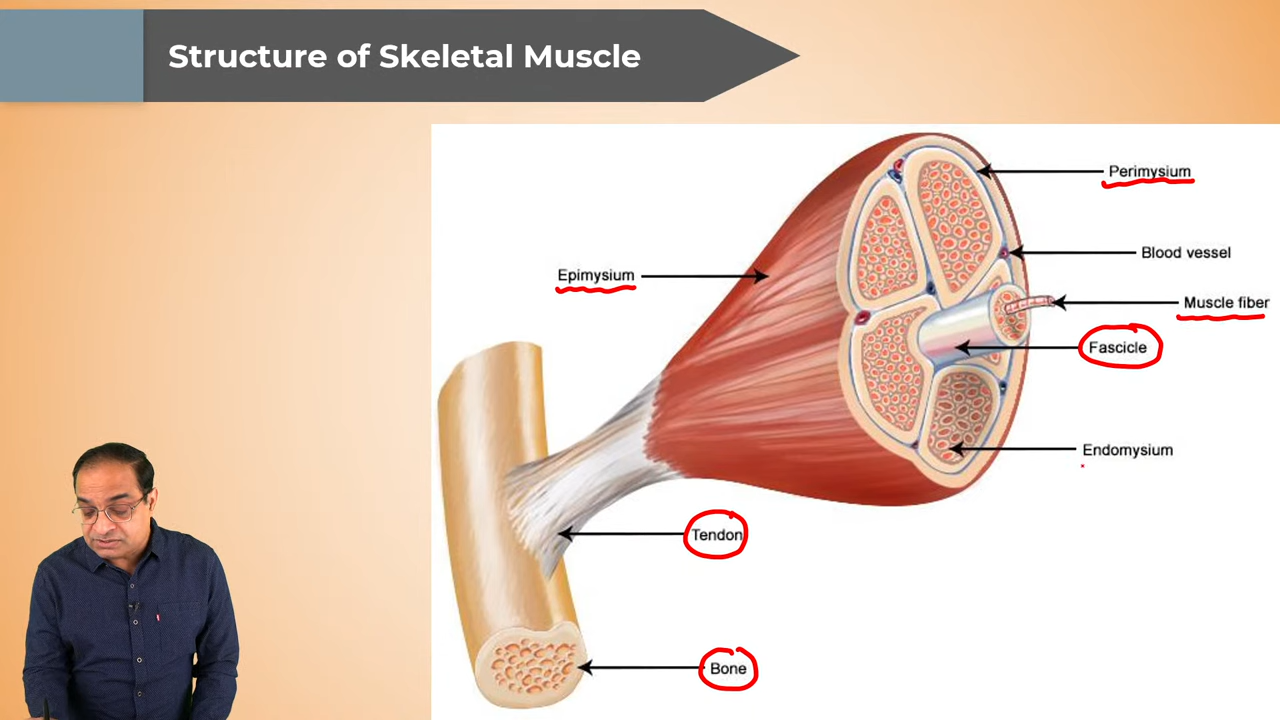 Structure of Skeletal Muscle
Perimysium
Blood vessel
Epimysium
Muscle fiber
Fascicle
Endomysium
Tendon
Bone